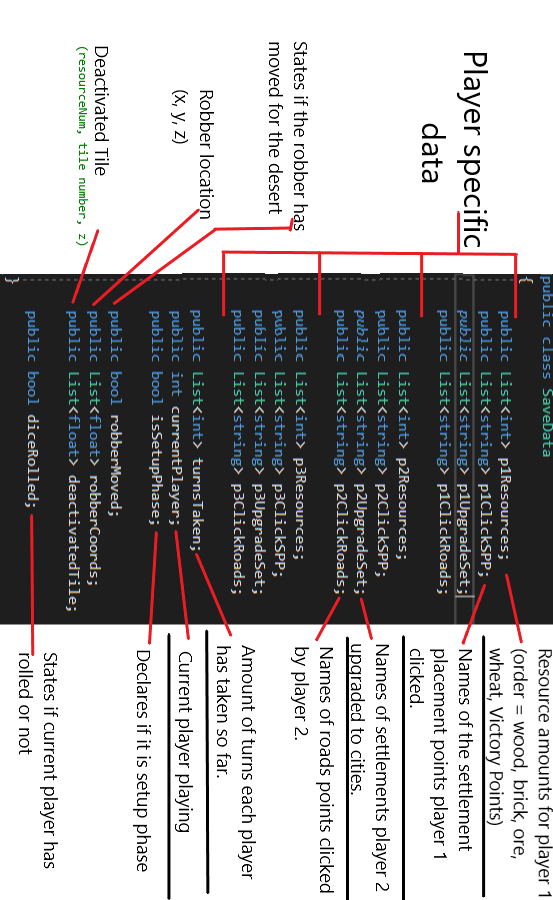 public class SaveData
{
public List<int> p1Resources;
public List<string> p1ClickSPP;
public List<string> p1UpgradeSet;
public List<string> p1ClickRoads;
public List<int> p2Resources;
public List<string> p2ClickSPP;
public List<string> p2UpgradeSet;
public List<string> p2ClickRoads;
public List<int> p3Resources;
public List<string> p3ClickSPP;
public List<string> p3UpgradeSet;
public List<string> p3ClickRoads;
public List<int> turnsTaken;
public int currentPlayer;
public bool isSetupPhase;
public bool robberMoved;
public List<float> robberCoords;
public List<float> deactivatedTile;
public bool diceRolled;
}
Player specific
data
States if the robber has
moved for the desert
Robber location
(x, y, z)
Deactivated Tile
(resourceNum, tile number, z)
Resource amounts for player 1
(order = wood, brick, ore,
wheat, Victory Points)
Names of the settlement
placement points player 1
clicked.
Names of settlements player 2
upgraded to cities.
Names of roads points clicked
by player 2.
Amount of turns each player
has taken so far.
Current player playing
Declares if it is setup phase
States if current player has
rolled or not